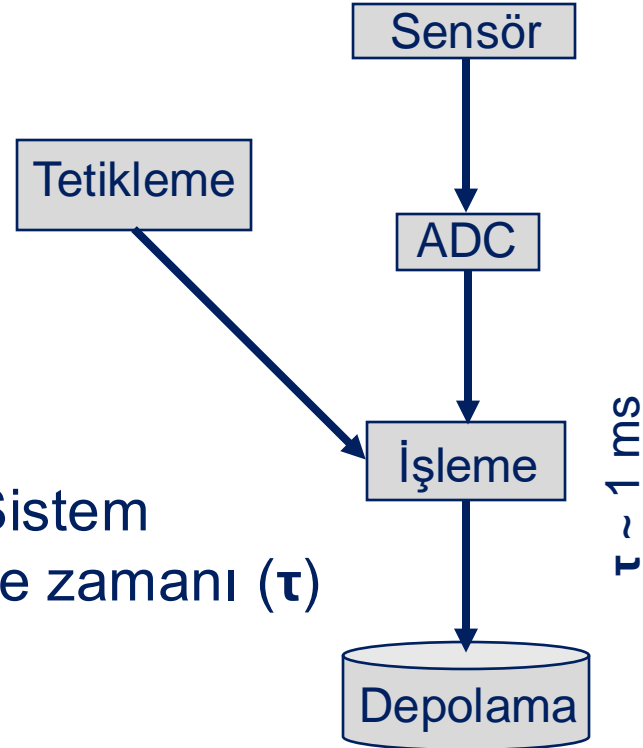 Sensör
Tetikleme
ADC
İşleme
τ ~ 1 ms
Sistem
e zamanı (τ)
Depolama